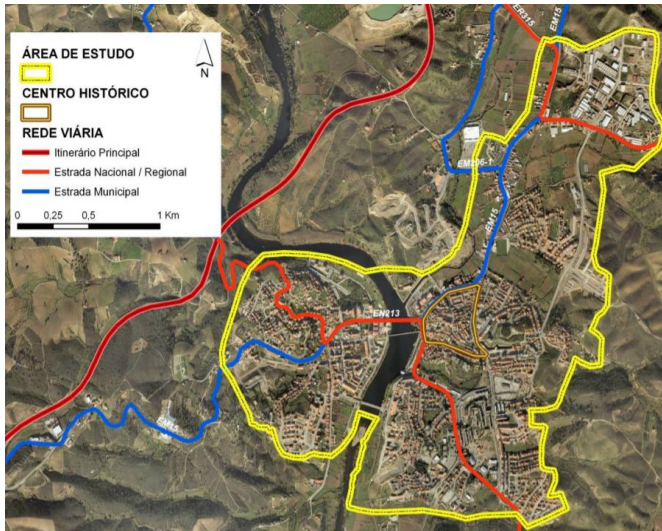 ÁREA DE ESTUDO
N
CENTRO HISTÓRICO
REDE VIÁRIA
Itinerário Principal
Estrada Nacional / Regional
Estrada Municipal
0 0,25 0,5 1 Km
ER315
EM15
EM206-1
EN15
EN213
EM15